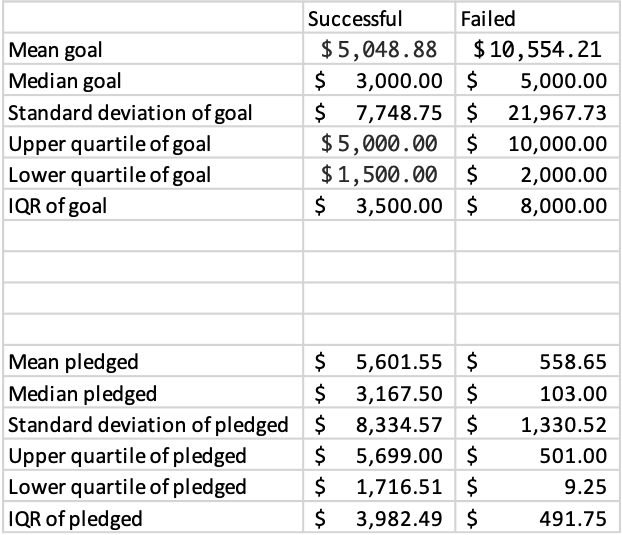 Successful Failed
Mean goal $5,048.88 $10,554.21
Median goal $ 3,000.00 $ 5,000.00
Standard deviation of goal $ 7,748.75 $ 21,967.73
Upper quartile of goal $5,000.00 $ 10,000.00
Lower quartile of goal $1,500.00 $ 2,000.00
IQR of goal $ 3,500.00 $ 8,000.00
Mean pledged $ 5,601.55 $ 558.65
Median pledged $ 3,167.50 $ 103.00
Standard deviation of pledged $ 8,334.57 $ 1,330.52
Upper quartile of pledged $ 5,699.00 $ 501.00
Lower quartile of pledged $ 1,716.51 $ 9.25
IQR of pledged $ 3,982.49 $ 491.75